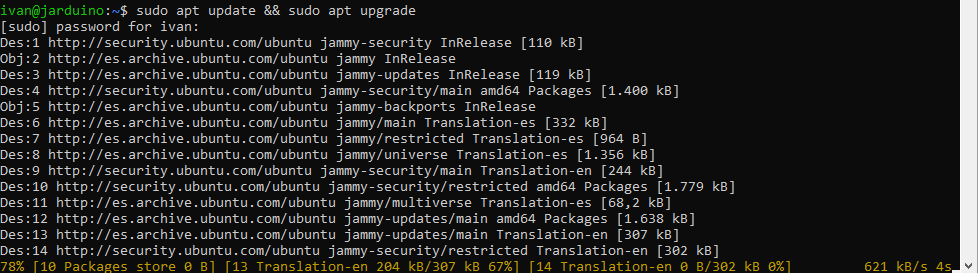 ivan@jarduino:~$ sudo apt update && sudo apt upgrade
[sudo] password for ivan:
Des:1 http://security.ubuntu.com/ubuntu jammy-security InRelease [110 kB]
Obj:2 http://es.archive.ubuntu.com/ubuntu jammy InRelease
Des:3 http://es.archive.ubuntu.com/ubuntu jammy-updates InRelease [119 kB]
Des:4 http://security.ubuntu.com/ubuntu jammy-security/main amd64 Packages [1.400 kB]
Obj:5 http://es.archive.ubuntu.com/ubuntu jammy-backports InRelease
Des:6 http://es.archive.ubuntu.com/ubuntu jammy/main Translation-es [332 kB]
Des:7 http://es.archive.ubuntu.com/ubuntu jammy/restricted Translation-es [964 B]
Des:8 http://es.archive.ubuntu.com/ubuntu jammy/universe Translation-es [1.356 kB]
Des:9 http://security.ubuntu.com/ubuntu jammy-security/main Translation-en [244 kB]
Des:10 http://security.ubuntu.com/ubuntu jammy-security/restricted amd64 Packages [1.779 kB]
Des:11 http://es.archive.ubuntu.com/ubuntu jammy/multiverse Translation-es [68,2 kB]
Des:12 http://es.archive.ubuntu.com/ubuntu jammy-updates/main amd64 Packages [1.638 kB]
Des:13 http://es.archive.ubuntu.com/ubuntu jammy-updates/main Translation-en [307 kB]
Des:14 http://security.ubuntu.com/ubuntu jammy-security/restricted Translation-en [302 kB]
78% [10 Packages store 0 B] [13 Translation-en 204 kB/307 kB 67%] [14 Translation-en 0 B/302 kB 0%] 621 kB/s 4s